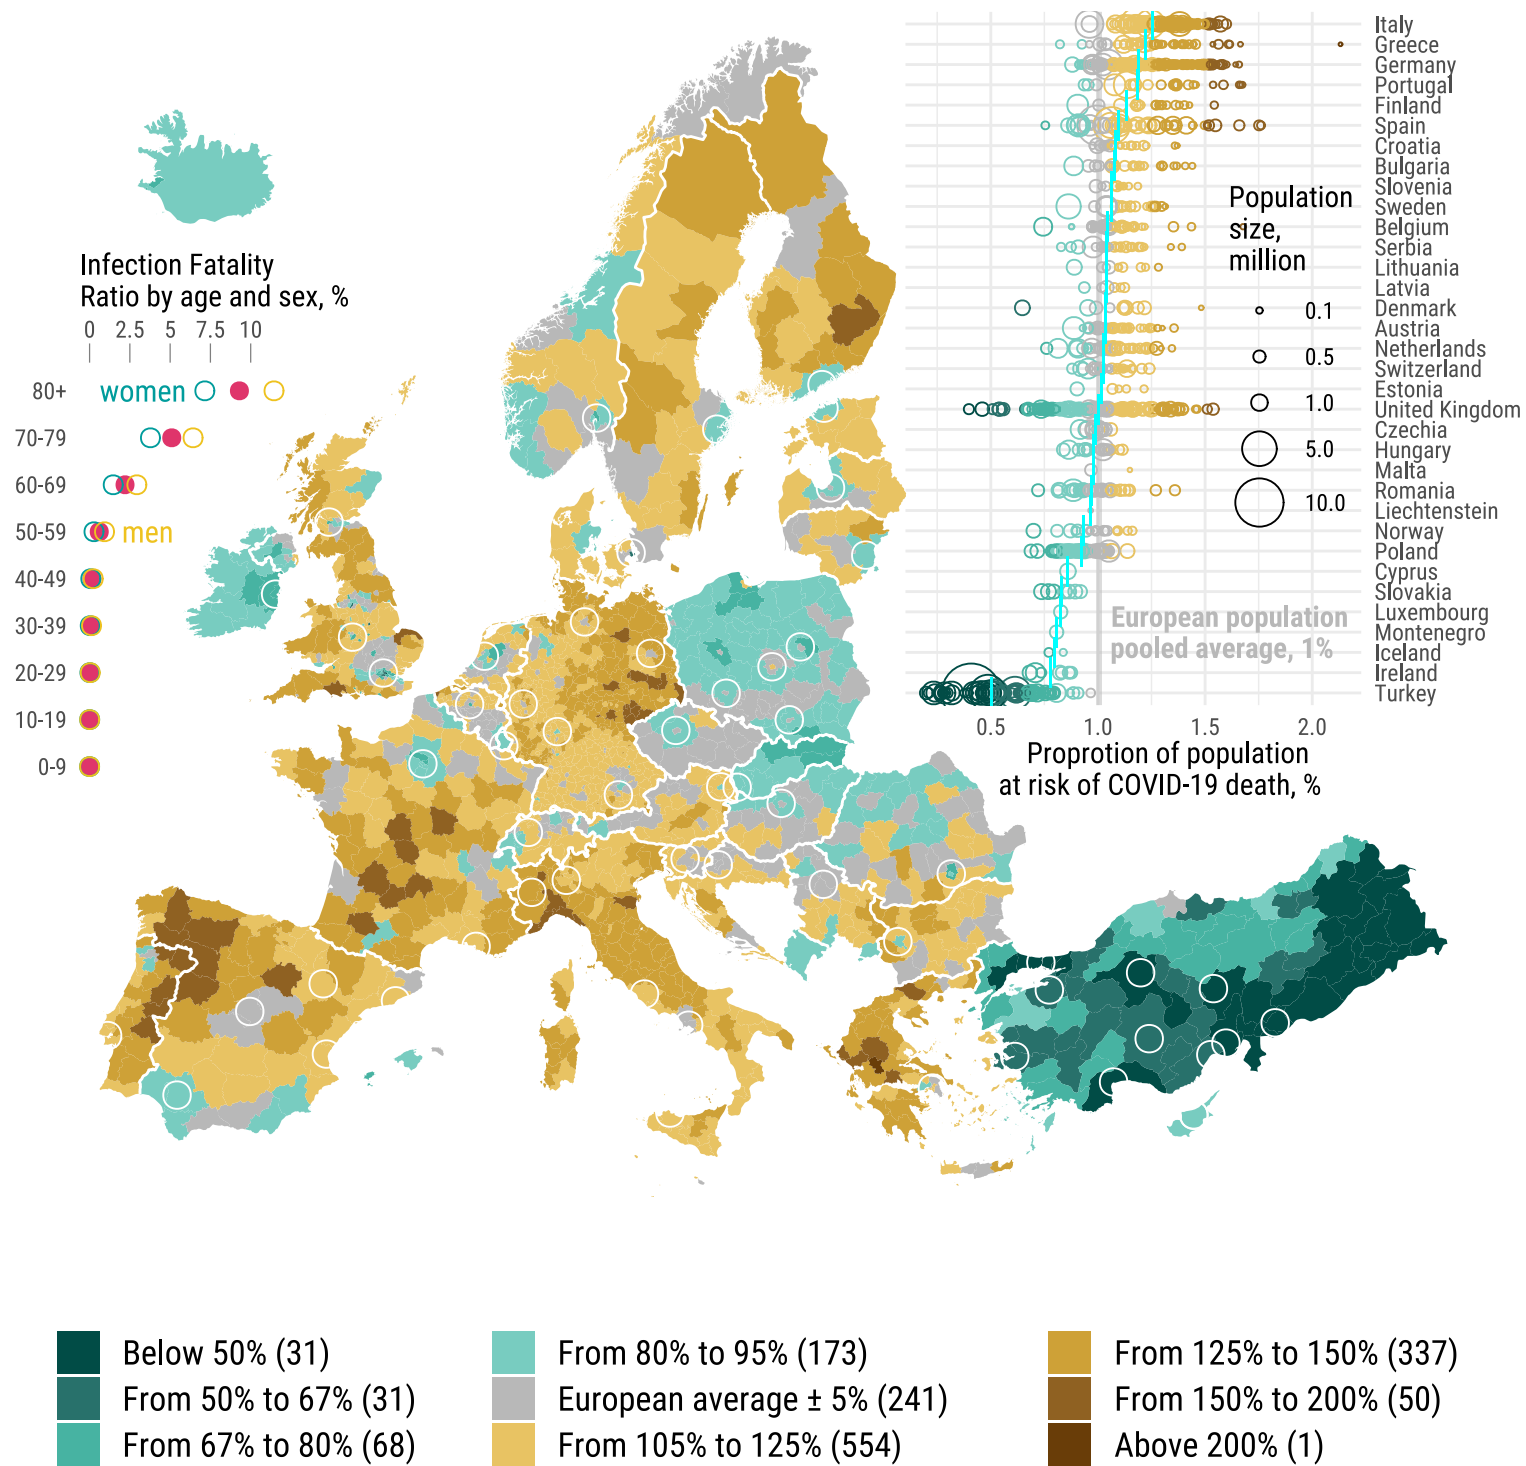 Italy
Greece
Germany
Portugal
Finland
Spain
Croatia
Bulgaria
Slovenia
Sweden
Belgium
Serbia
Lithuania
Latvia
Denmark
Austria
Netherlands
Switzerland
Estonia
United Kingdom
Czechia
Hungary
Malta
Romania
Liechtenstein
Norway
Poland
Cyprus
Slovakia
Luxembourg
Montenegro
Iceland
Ireland
Turkey
Population
size,
million
0.1
0.5
1.0
5.0
10.0
European population
pooled average, 1%
0.5 1.0 1.5 2.0
Proprotion of population
at risk of COVID-19 death, %
Infection Fatality
Ratio by age and sex, %
0 2.5 5 7.5 10
80+ women
70-79
60-69
50-59 men
40-49
30-39
20-29
10-19
0-9
Below 50% (31)
From 50% to 67% (31)
From 67% to 80% (68)
From 80% to 95% (173)
European average ± 5% (241)
From 105% to 125% (554)
From 125% to 150% (337)
From 150% to 200% (50)
Above 200% (1)